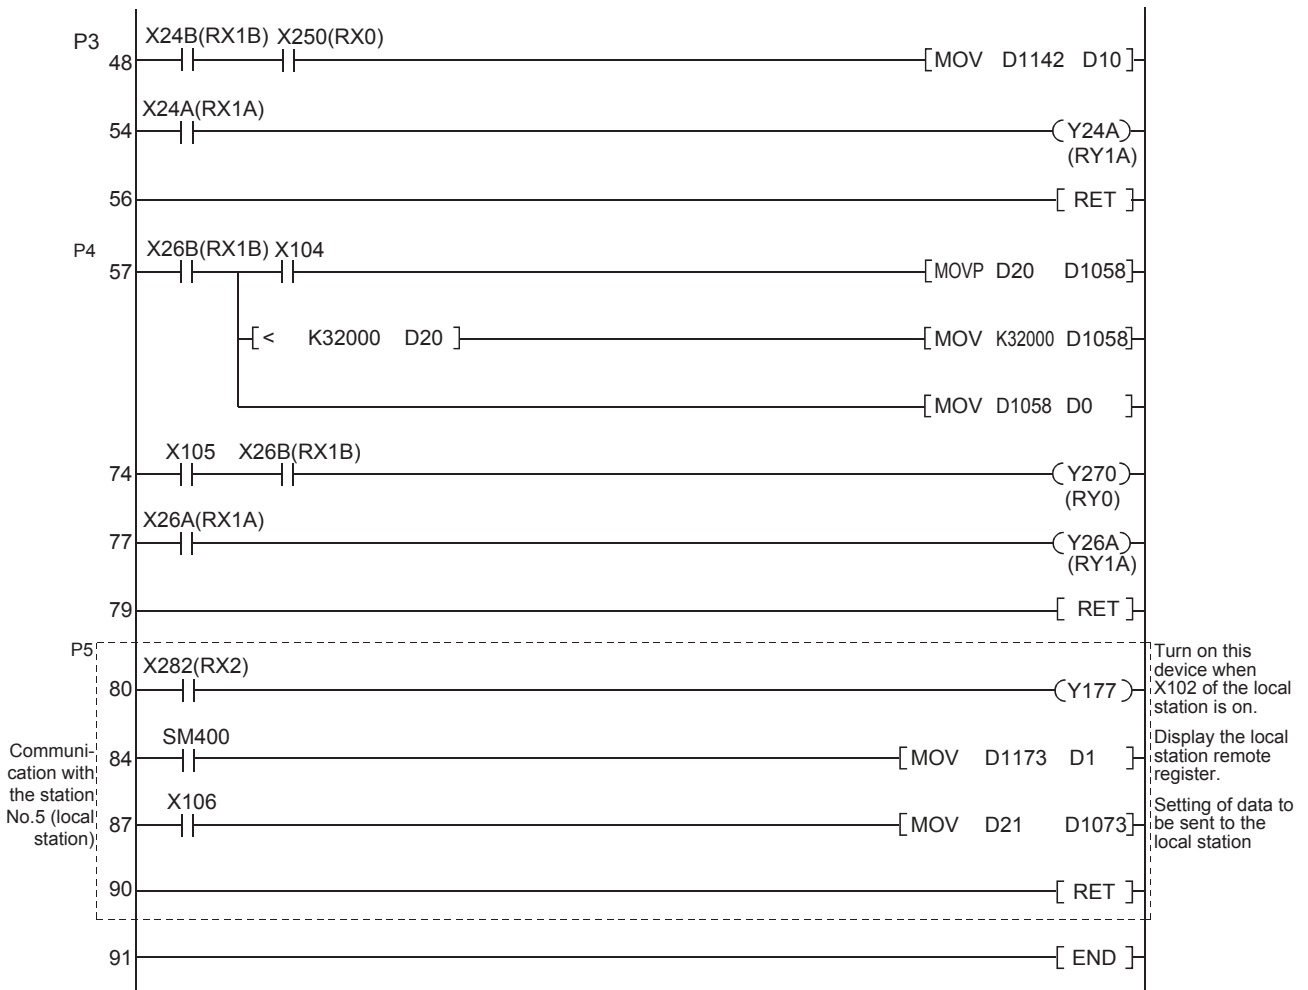 P3
X24B(RX1B) X250(RX0)
48 [MOV D1142 D10]
X24A(RX1A)
54 (Y24A)
(RY1A)
56 [ RET ]
P4
X26B(RX1B) X104
57 [MOVP D20 D1058]
[< K32000 D20 ] [MOV K32000 D1058]
[MOV D1058 D0 ]
X105 X26B(RX1B)
74 (Y270)
(RY0)
X26A(RX1A)
77 (Y26A)
(RY1A)
79 [ RET ]
P5
X282(RX2)
80 (Y177)
Turn on this
device when
X102 of the local
station is on.
SM400
84 [MOV D1173 D1 ]
Display the local
station remote
register.
X106
87 [MOV D21 D1073]
Setting of data to
be sent to the
local station
Communi-
cation with
the station
No.5 (local
station)
90 [ RET ]
91 [ END ]